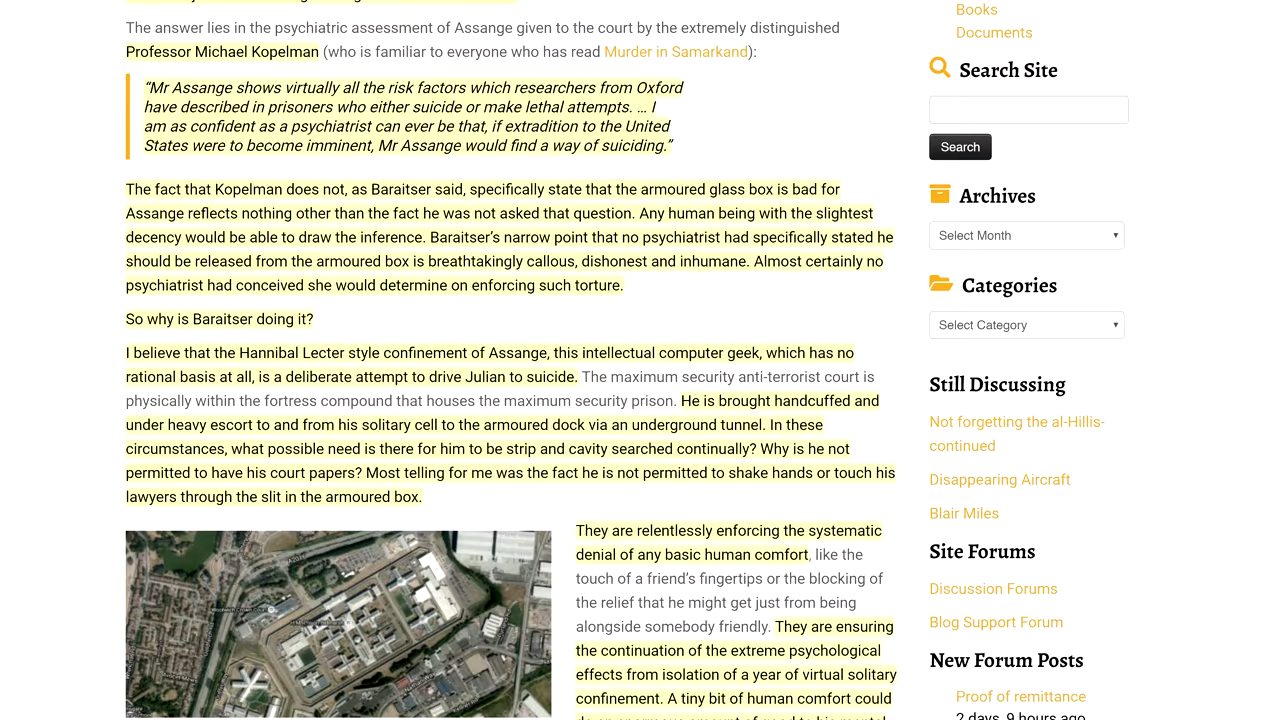 The answer lies in the psychiatric assessment of Assange given to the court by the extremely distinguished
Professor Michael Kopelman (who is familiar to everyone who has read Murder in Samarkand):
“Mr Assange shows virtually all the risk factors which researchers from Oxford
have described in prisoners who either suicide or make lethal attempts. … I
am as confident as a psychiatrist can ever be that, if extradition to the United
States were to become imminent, Mr Assange would find a way of suiciding.”
The fact that Kopelman does not, as Baraitser said, specifically state that the armoured glass box is bad for
Assange reflects nothing other than the fact he was not asked that question. Any human being with the slightest
decency would be able to draw the inference. Baraitser’s narrow point that no psychiatrist had specifically stated he
should be released from the armoured box is breathtakingly callous, dishonest and inhumane. Almost certainly no
psychiatrist had conceived she would determine on enforcing such torture.
So why is Baraitser doing it?
I believe that the Hannibal Lecter style confinement of Assange, this intellectual computer geek, which has no
rational basis at all, is a deliberate attempt to drive Julian to suicide. The maximum security anti-terrorist court is
physically within the fortress compound that houses the maximum security prison. He is brought handcuffed and
under heavy escort to and from his solitary cell to the armoured dock via an underground tunnel. In these
circumstances, what possible need is there for him to be strip and cavity searched continually? Why is he not
permitted to have his court papers? Most telling for me was the fact he is not permitted to shake hands or touch his
lawyers through the slit in the armoured box.
They are relentlessly enforcing the systematic
denial of any basic human comfort, like the
touch of a friend’s fingertips or the blocking of
the relief that he might get just from being
alongside somebody friendly. They are ensuring
the continuation of the extreme psychological
effects from isolation of a year of virtual solitary
confinement. A tiny bit of human comfort could
Books
Documents
Search Site
Search
Archives
Select Month
Categories
Select Category
Still Discussing
Not forgetting the al-Hillis-
continued
Disappearing Aircraft
Blair Miles
Site Forums
Discussion Forums
Blog Support Forum
New Forum Posts
Proof of remittance
2 days, 9 hours ago